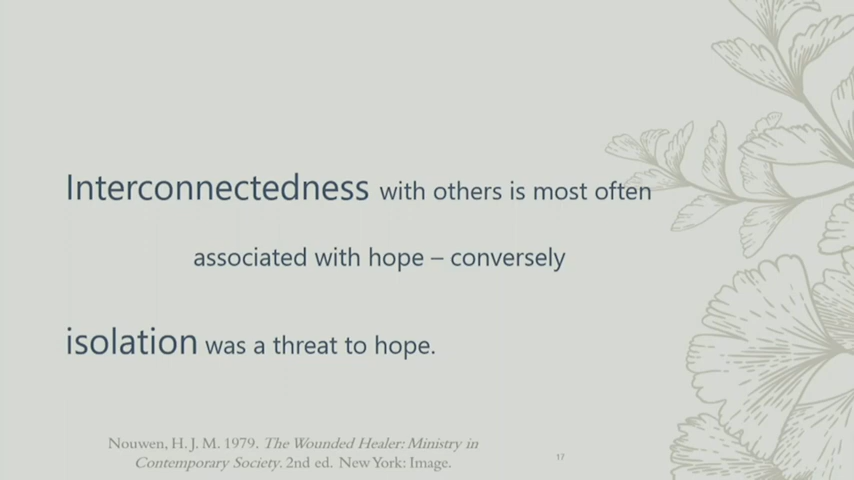 Interconnectedness with others is most often
associated with hope – conversely
isolation was a threat to hope.
Nouwen, H. J. M. 1979. The Wounded Healer: Ministry in
Contemporary Society. 2nd ed. New York: Image.
17